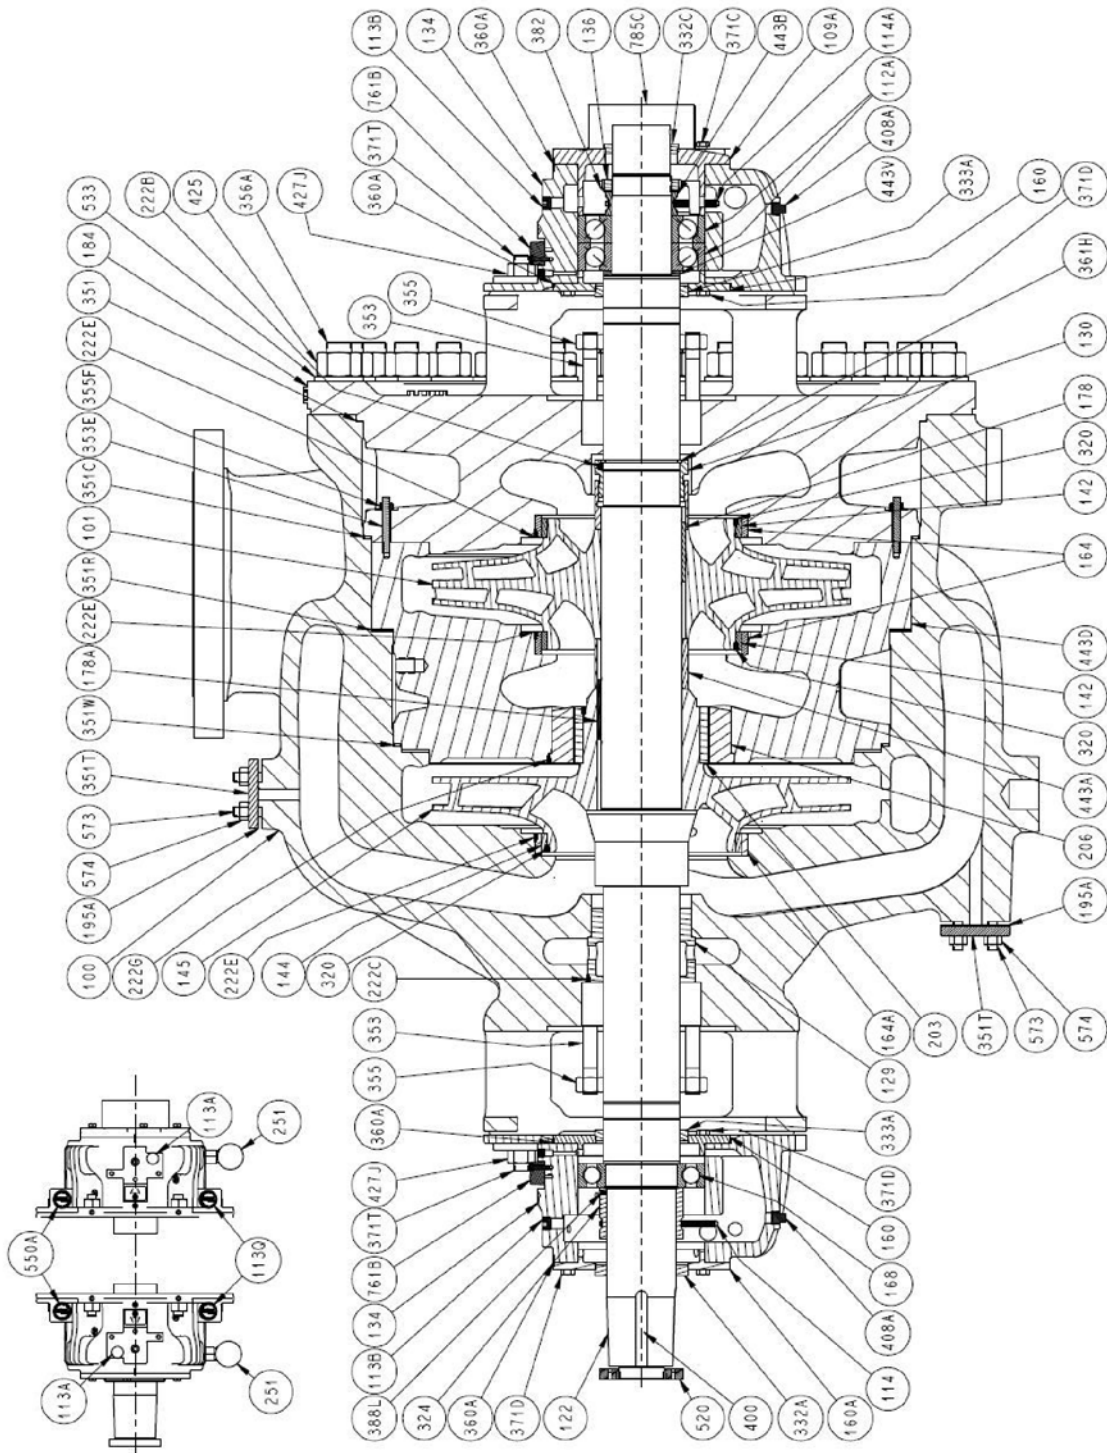 113B
134
360A
382
136
785C
332C
371C
443B
109A
114A
112A
408A
443V
333A
160
371D
361H
130
178
320
142
164
443D
142
320
443A
206
195A
574
573
351T
203
164A
129
333A
371D
160
168
408A
114
160A
332A
400
520
122
371D
360A
324
388L
113B
134
761B
371T
427J
360A
355
353
222C
320
144
222E
145
222G
100
195A
574
573
351T
351W
178A
222E
351R
101
351C
353E
355F
222E
351
184
533
222B
425
356A
427J
360A
371T
761B
353
355
113A
251
550A
113Q
113A
251